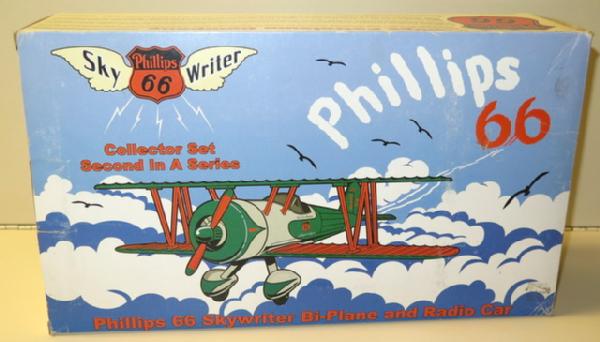 Sky Phillips 66 Writer
Collector Set
Second In A Series
Phillips
66
Phillips 66 Skywriter Bi-Plane and Radio Car
66